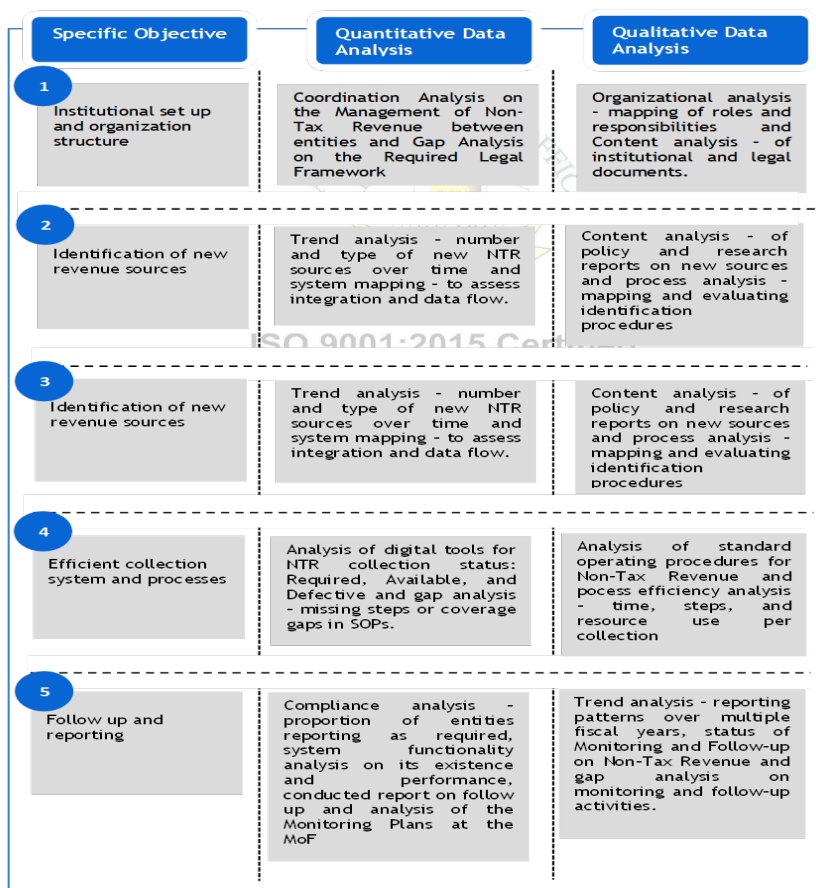 Specific Objective
Quantitative Data
Analysis
Qualitative Data
Analysis
1
Institutional set up
and organization
structure
Coordination Analysis on
the Management of Non-
Tax Revenue between
entities and Gap Analysis
on the Required Legal
Framework
Organizational analysis
- mapping of roles and
responsibilities and
Content analysis - of
institutional and legal
documents.
2
Identification of new
revenue sources
Trend analysis - number
and type of new NTR
sources over time and
system mapping - to assess
integration and data flow.
Content analysis - of
policy and research
reports on new sources
and process analysis -
mapping and evaluating
identification
procedures
ISO 9001:2015 Certified
3
Identification of new
revenue sources
Trend analysis - number
and type of new NTR
sources over time and
system mapping - to assess
integration and data flow.
Content analysis - of
policy and research
reports on new sources
and process analysis -
mapping and evaluating
identification
procedures
4
Efficient collection
system and processes
Analysis of digital tools for
NTR collection status:
Required, Available, and
Defective and gap analysis
- missing steps or coverage
gaps in SOPs.
Analysis of standard
operating procedures for
Non-Tax Revenue and
pocess efficiency analysis
- time, steps, and
resource use per
collection
5
Follow up and
reporting
Compliance analysis -
proportion of entities
reporting as required,
system functionality
analysis on its existence
and performance,
conducted report on follow
up and analysis of the
Monitoring Plans at the
MoF
Trend analysis - reporting
patterns over multiple
fiscal years, status of
Monitoring and Follow-up
on Non-Tax Revenue and
gap analysis on
monitoring and follow-up
activities.